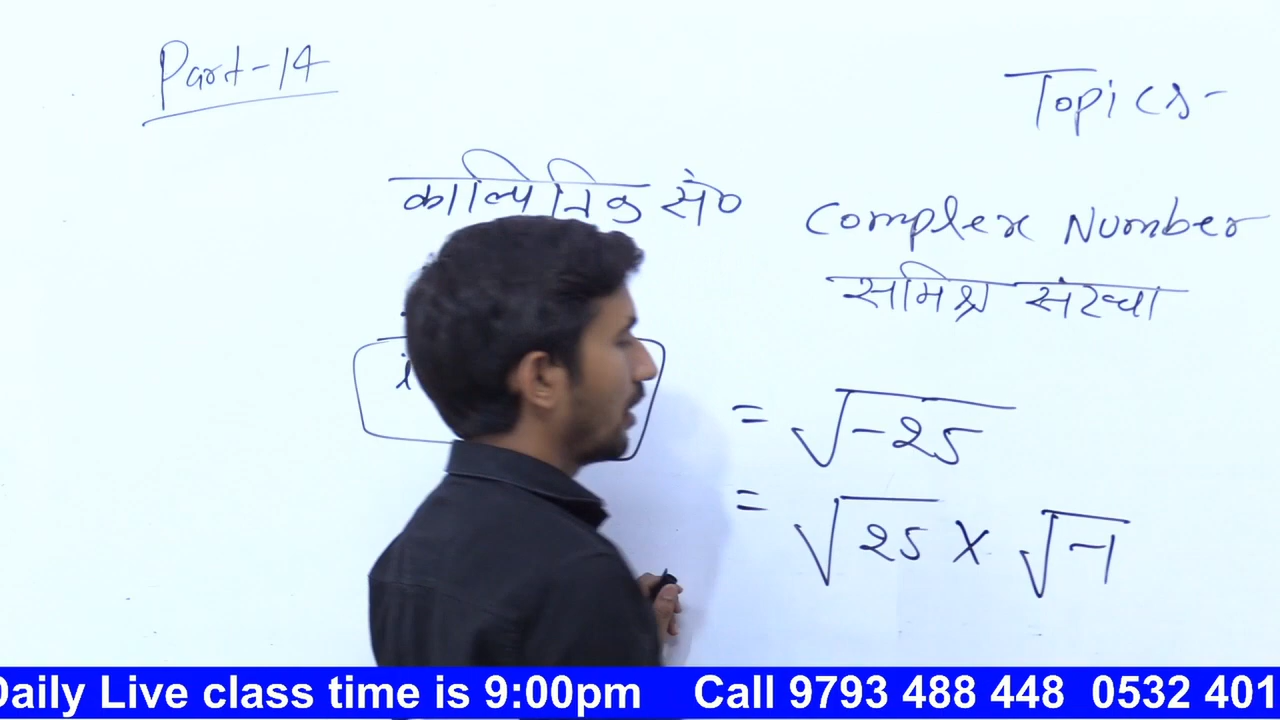 Part-14
Topics-
काल्पनिक सं०
Complex Number
समिश्र संख्या
i
= √-25
= √25 X √-1
Daily Live class time is 9:00pm Call 9793 488 448 0532 401